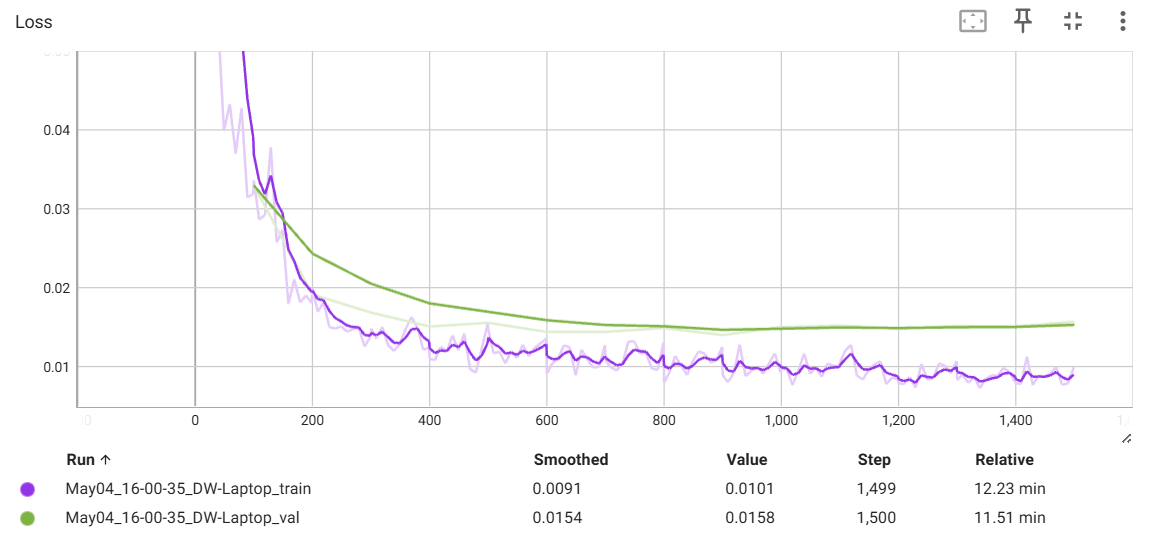 Loss
0.04
0.03
0.02
0.01
0 200 400 600 800 1,000 1,200 1,400
Run Smoothed Value Step Relative
May04_16-00-35_DW-Laptop_train 0.0091 0.0101 1,499 12.23 min
May04_16-00-35_DW-Laptop_val 0.0154 0.0158 1,500 11.51 min